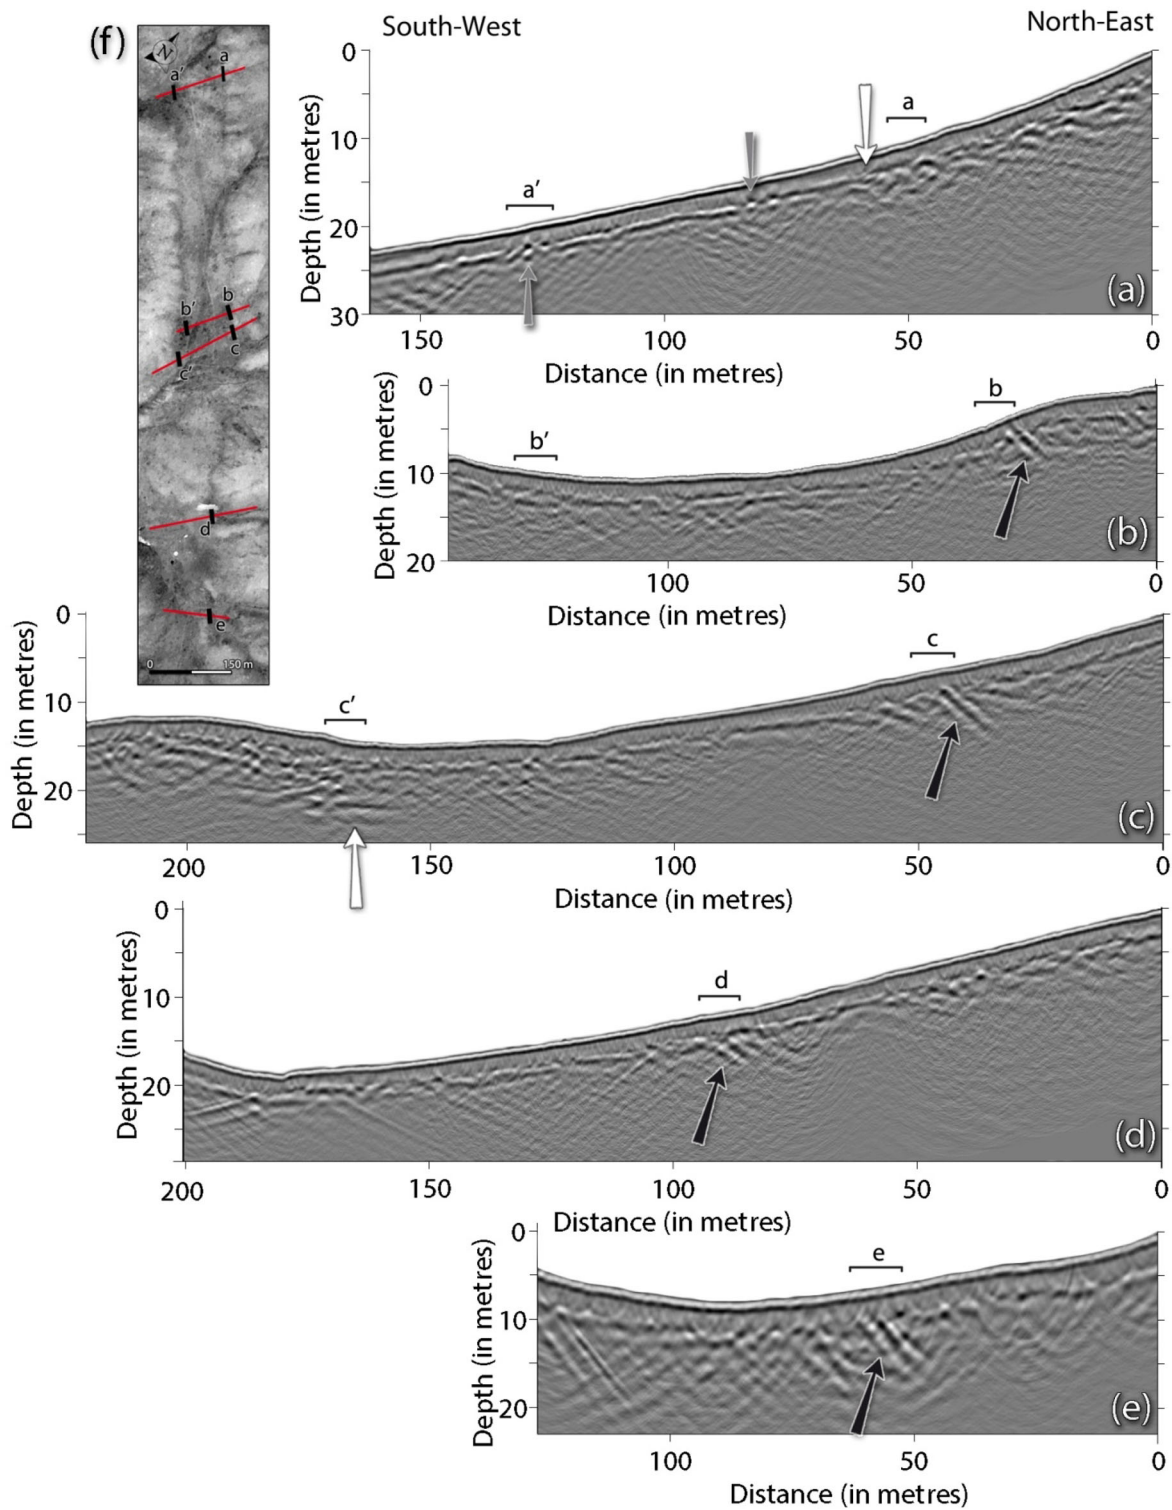 (f)
N
a
a'
b
b'
c
c'
d
e
0 150 m
South-West North-East
0
10
20
30
Depth (in metres)
a
a'
(a)
150 100 50 0
Distance (in metres)
0
10
20
Depth (in metres)
b
b'
(b)
100 50 0
Distance (in metres)
0
10
20
Depth (in metres)
c
c'
(c)
200 150 100 50 0
Distance (in metres)
0
10
20
Depth (in metres)
d
(d)
200 150 100 50 0
Distance (in metres)
0
10
20
Depth (in metres)
e
(e)
100 50 0
Distance (in metres)